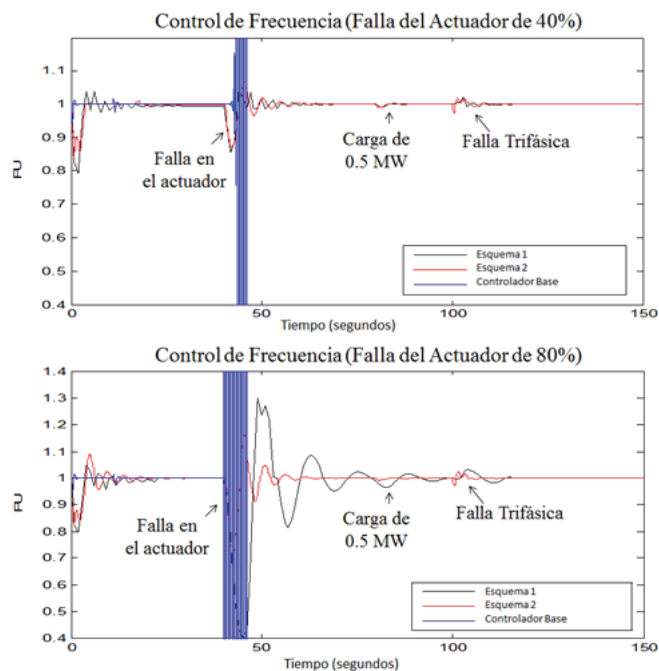 Control de Frecuencia (Falla del Actuador de 40%)
1.1
1
0.9
0.8
0.7
0.6
0.5
0.4
PU
Falla en
el actuador
Carga de
0.5 MW
Falla Trifásica
Esquema 1
Esquema 2
Controlador Base
0
50
100
150
Tiempo (segundos)
Control de Frecuencia (Falla del Actuador de 80%)
1.4
1.3
1.2
1.1
1
0.9
0.8
0.7
0.6
0.5
0.4
PU
Falla en
el actuador
Carga de
0.5 MW
Falla Trifásica
Esquema 1
Esquema 2
Controlador Base
0
50
100
150
Tiempo (segundos)